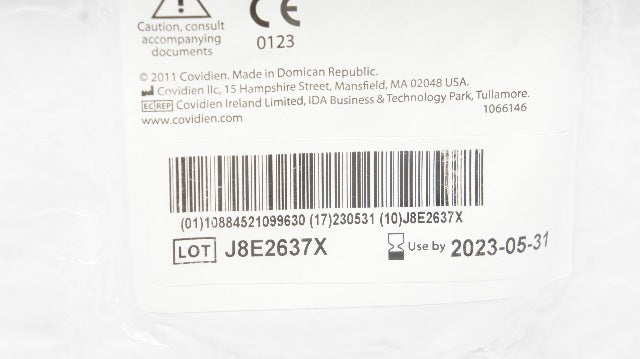 Caution, consult
accompanying
documents
CE
0123
© 2011 Covidien. Made in Domican Republic.
Covidien llc, 15 Hampshire Street, Mansfield, MA 02048 USA.
EC REP Covidien Ireland Limited, IDA Business & Technology Park, Tullamore.
www.covidien.com
1066146
(01)10884521099630 (17)230531 (10)J8E2637X
LOT J8E2637X
Use by 2023-05-31